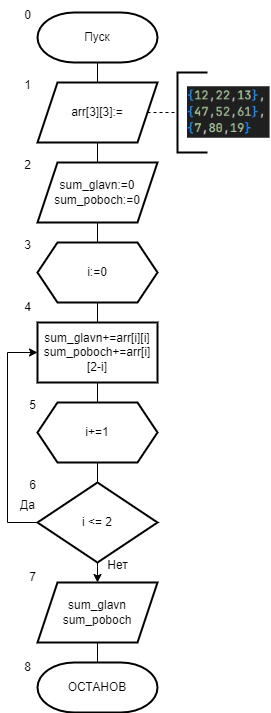 0
Пуск
1
arr[3][3]:=
{12,22,13},
{47,52,61},
{7,80,19}
2
sum_glavn:=0
sum_poboch:=0
3
i:=0
4
sum_glavn+=arr[i][i]
sum_poboch+=arr[i]
[2-i]
5
i+=1
6
Да
i <= 2
Нет
7
sum_glavn
sum_poboch
8
ОСТАНОВ